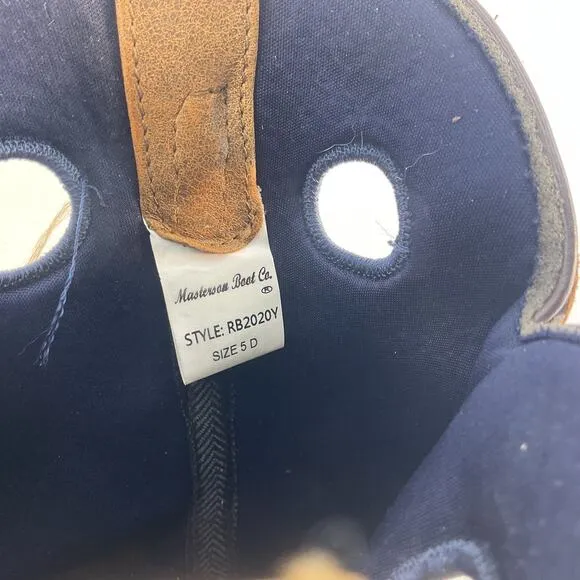 Masterson Boot Co.
®
STYLE: RB2020Y
SIZE 5 D